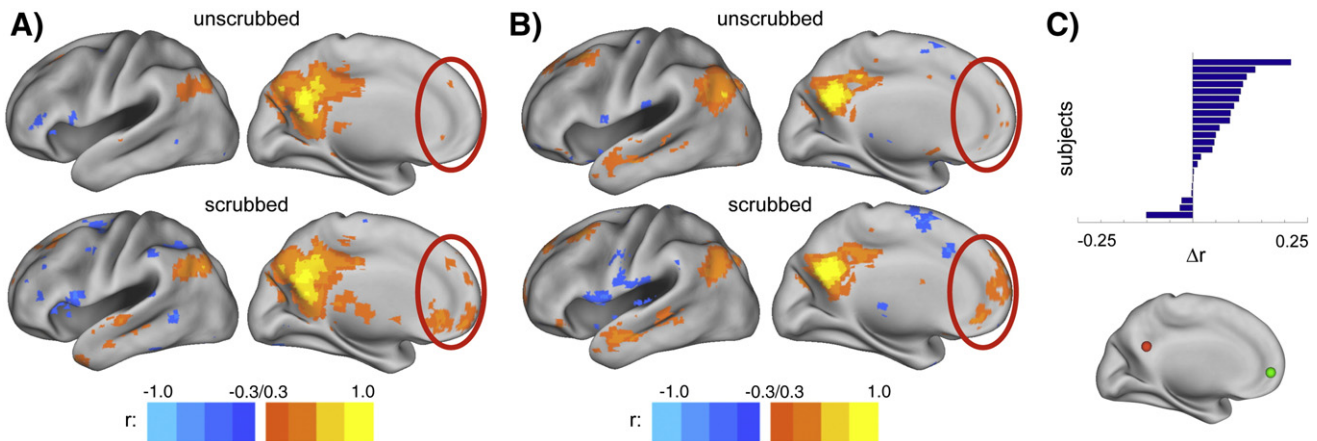 A)
unscrubbed
scrubbed
r:
-1.0 -0.3/0.3 1.0
B)
unscrubbed
scrubbed
r:
-1.0 -0.3/0.3 1.0
C)
subjects
-0.25 0.25
Δr